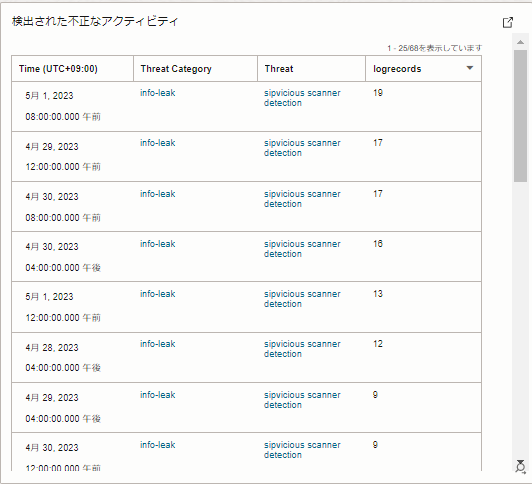 検出された不正なアクティビティ
1 - 25/68を表示しています
Time (UTC+09:00) Threat Category Threat logrecords
5月 1, 2023 info-leak sipvicious scanner 19
detection
08:00:00.000 午前
4月 29, 2023 info-leak sipvicious scanner 17
detection
12:00:00.000 午前
4月 30, 2023 info-leak sipvicious scanner 17
detection
08:00:00.000 午前
4月 30, 2023 info-leak sipvicious scanner 16
detection
04:00:00.000 午後
5月 1, 2023 info-leak sipvicious scanner 13
detection
12:00:00.000 午前
4月 28, 2023 info-leak sipvicious scanner 12
detection
04:00:00.000 午後
4月 29, 2023 info-leak sipvicious scanner 9
detection
04:00:00.000 午後
4月 30, 2023 info-leak sipvicious scanner 9
detection
12:00:00.000 午前